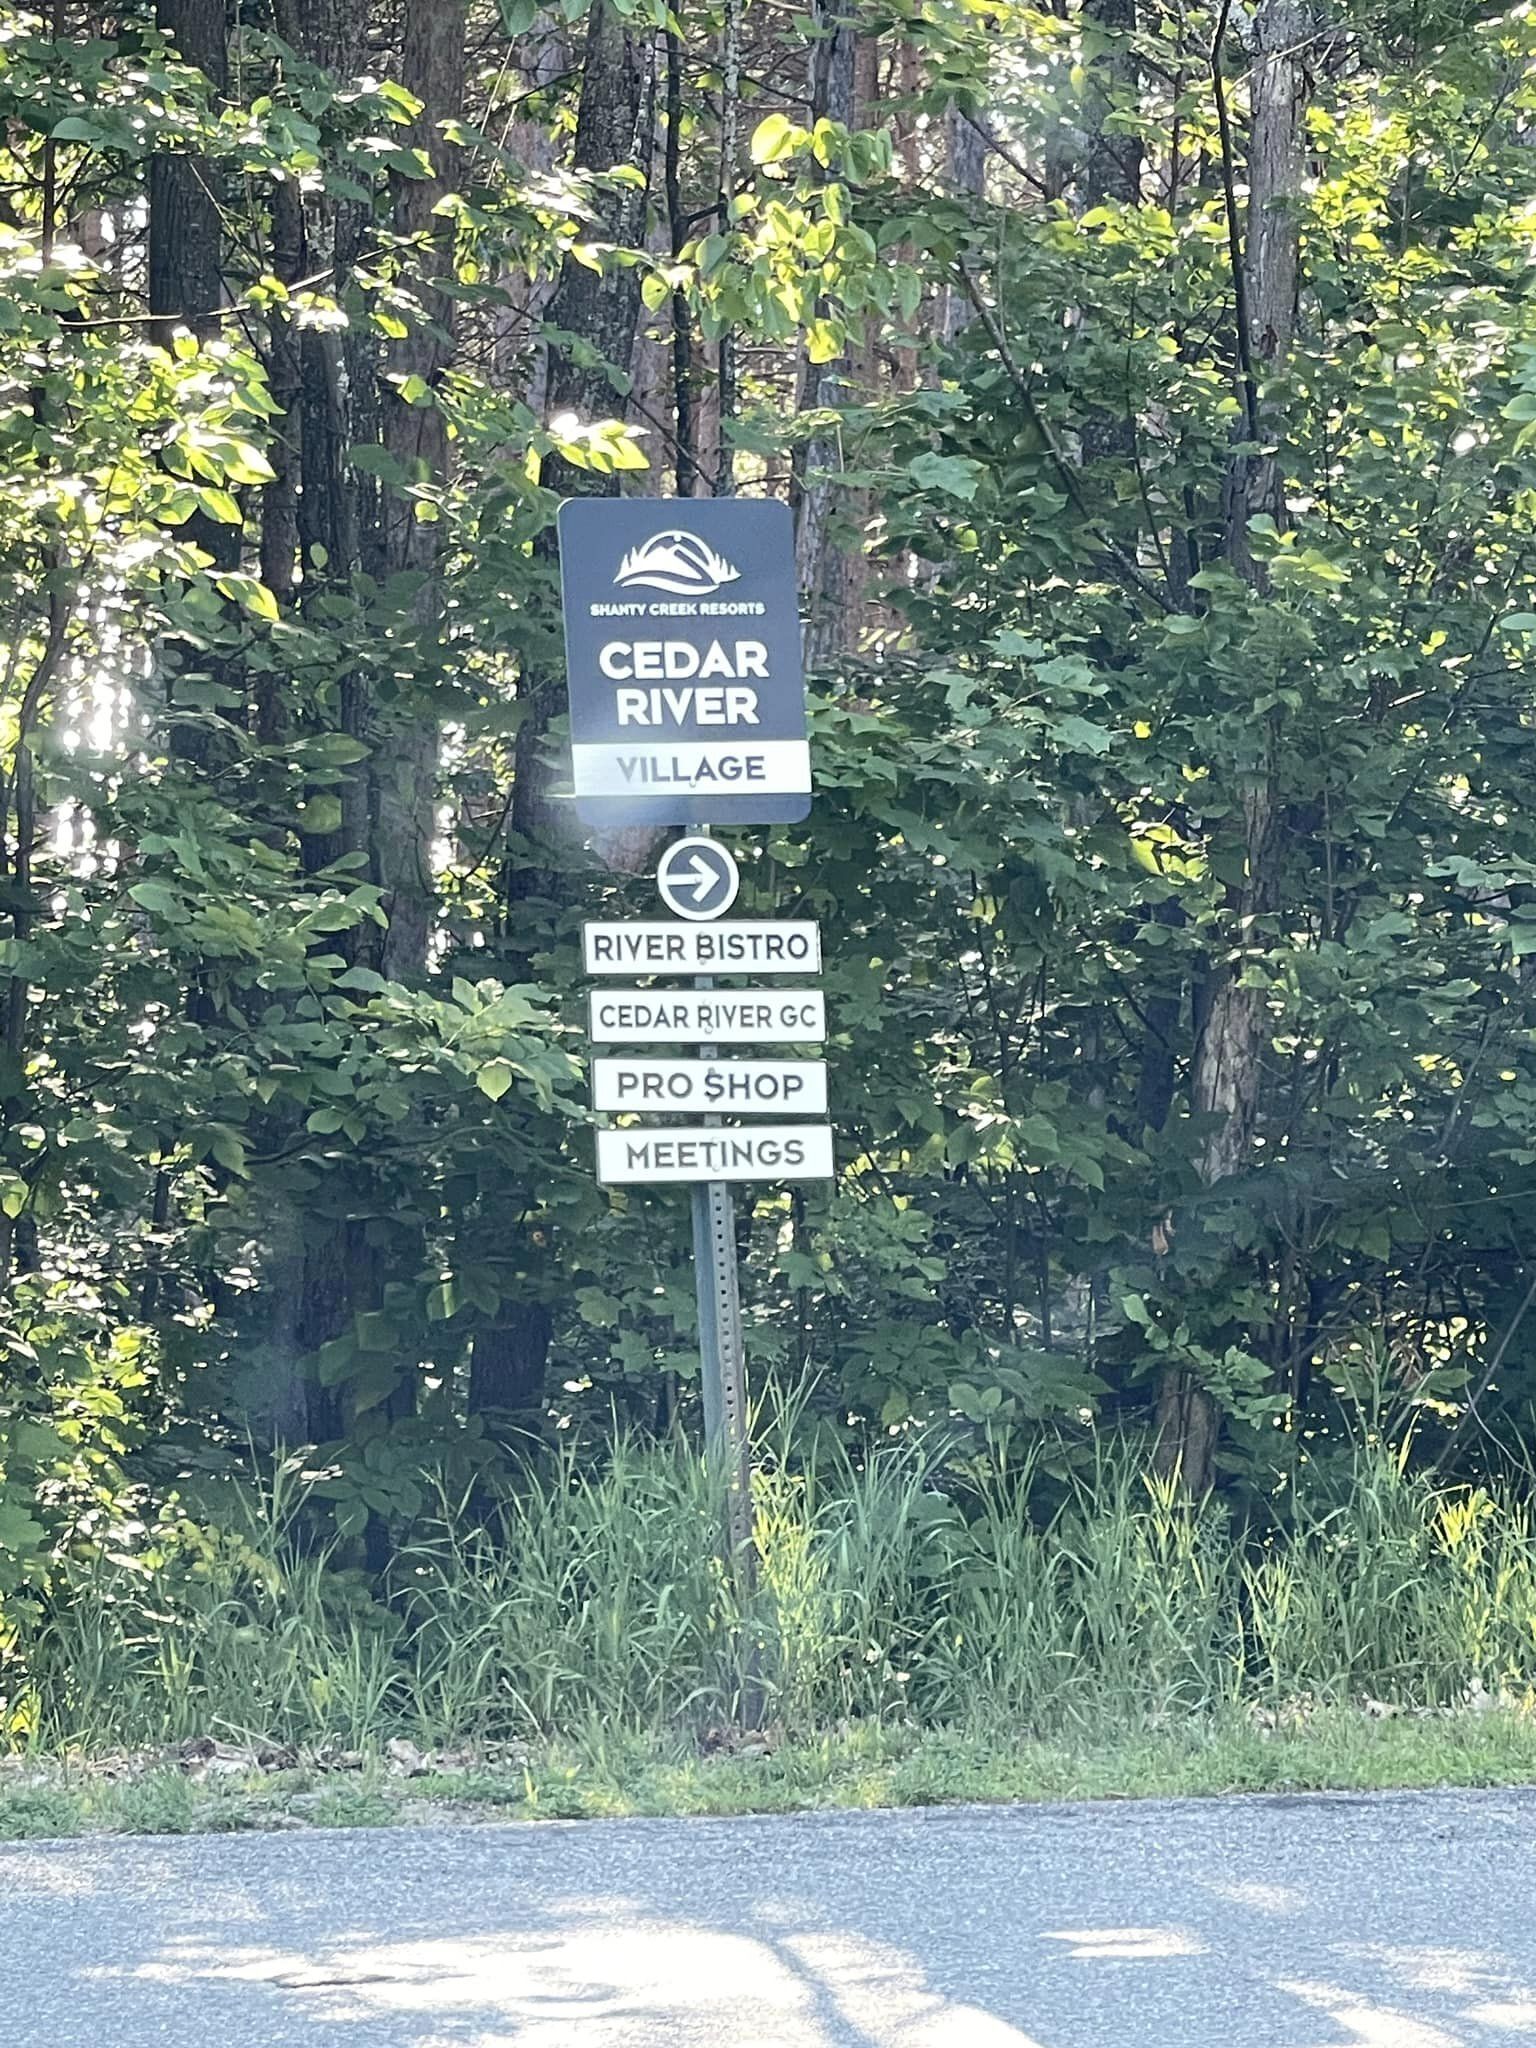 SHANTY CREEK RESORTS
CEDAR
RIVER
VILLAGE
RIVER BISTRO
CEDAR RIVER GC
PRO SHOP
MEETINGS